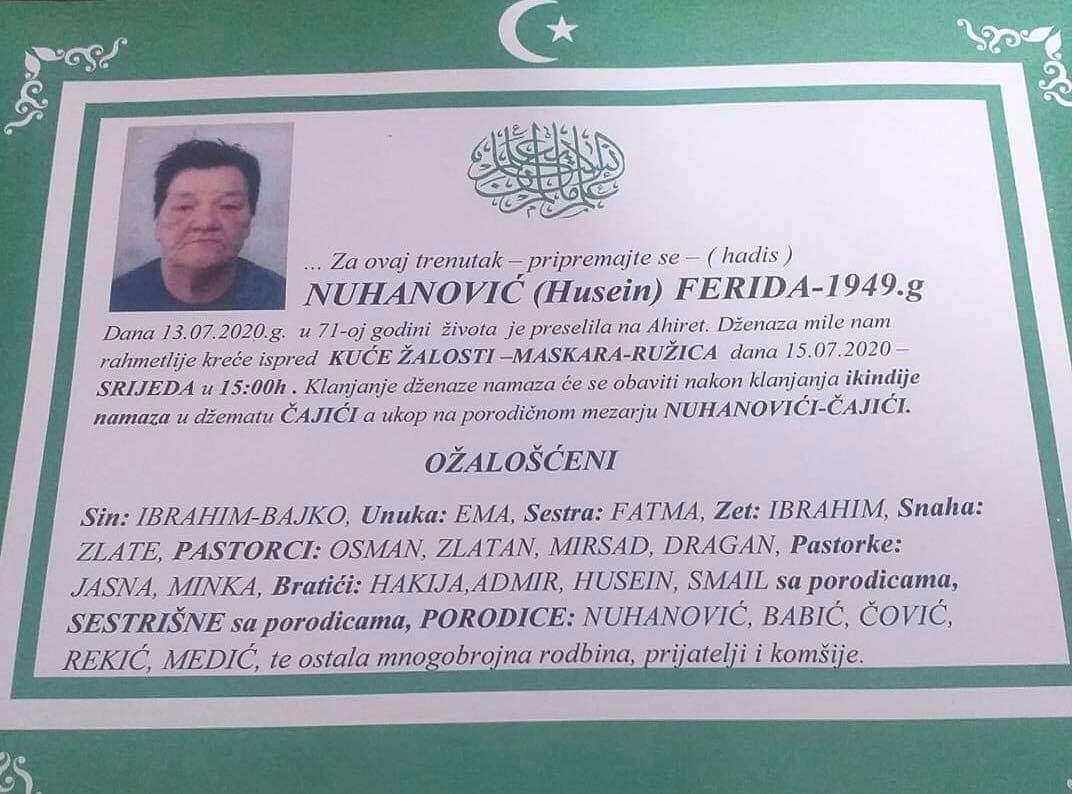 ... Za ovaj trenutak – pripremajte se – ( hadis )
NUHANOVIĆ (Husein) FERIDA-1949.g
Dana 13.07.2020.g. u 71-oj godini života je preselila na Ahiret. Dženaza mile nam
rahmetlije kreće ispred KUĆE ŽALOSTI –MASKARA-RUŽICA dana 15.07.2020 –
SRIJEDA u 15:00h . Klanjanje dženaze namaza će se obaviti nakon klanjanja ikindije
namaza u džematu ČAJIĆI a ukop na porodičnom mezarju NUHANOVIĆI-ČAJIĆI.
OŽALOŠĆENI
Sin: IBRAHIM-BAJKO, Unuka: EMA, Sestra: FATMA, Zet: IBRAHIM, Snaha:
ZLATE, PASTORCI: OSMAN, ZLATAN, MIRSAD, DRAGAN, Pastorke:
JASNA, MINKA, Bratići: HAKIJA,ADMIR, HUSEIN, SMAIL sa porodicama,
SESTRIŠNE sa porodicama, PORODICE: NUHANOVIĆ, BABIĆ, ČOVIĆ,
REKIĆ, MEDIĆ, te ostala mnogobrojna rodbina, prijatelji i komšije.